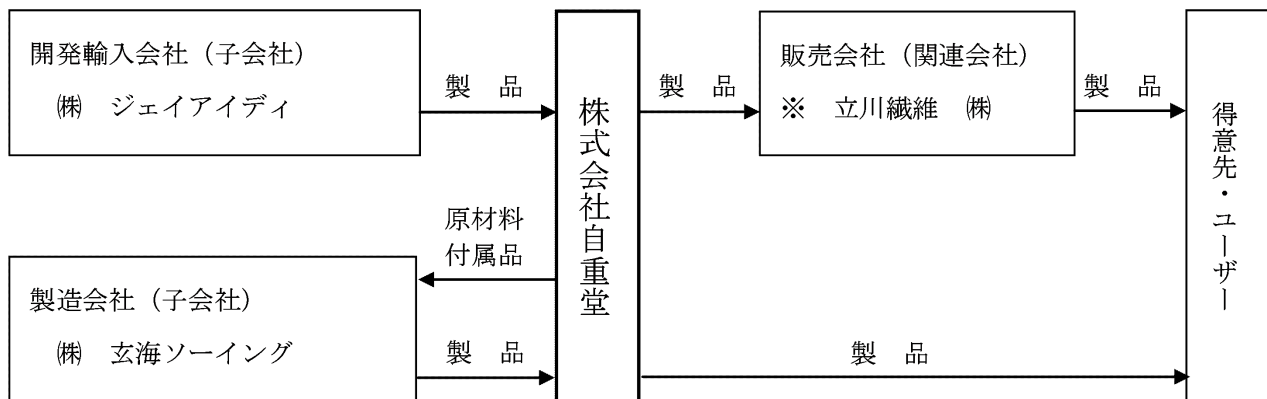 開発輸入会社（子会社）
㈱　ジェイアイディ
製　品
株式会社自重堂
製　品
販売会社（関連会社）
※　立川繊維　㈱
製　品
得意先・ユーザー
原材料
付属品
製造会社（子会社）
㈱　玄海ソーイング
製　品
製　品